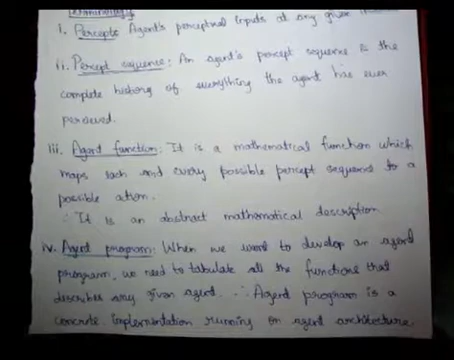 Terminology
i. Percepts Agent's perceptual inputs at any given
ii. Percept sequence: An agent's percept sequence is the
complete history of everything the agent has ever
perceived.
iii. Agent function: It is a mathematical function which
maps each and every possible percept sequence to a
possible action.
∴ It is an abstract mathematical description
iv. Agent program: When we want to develop an agent
program, we need to tabulate all the functions that
describes any given agent. ∴ Agent program is a
concrete implementation running on agent architecture.